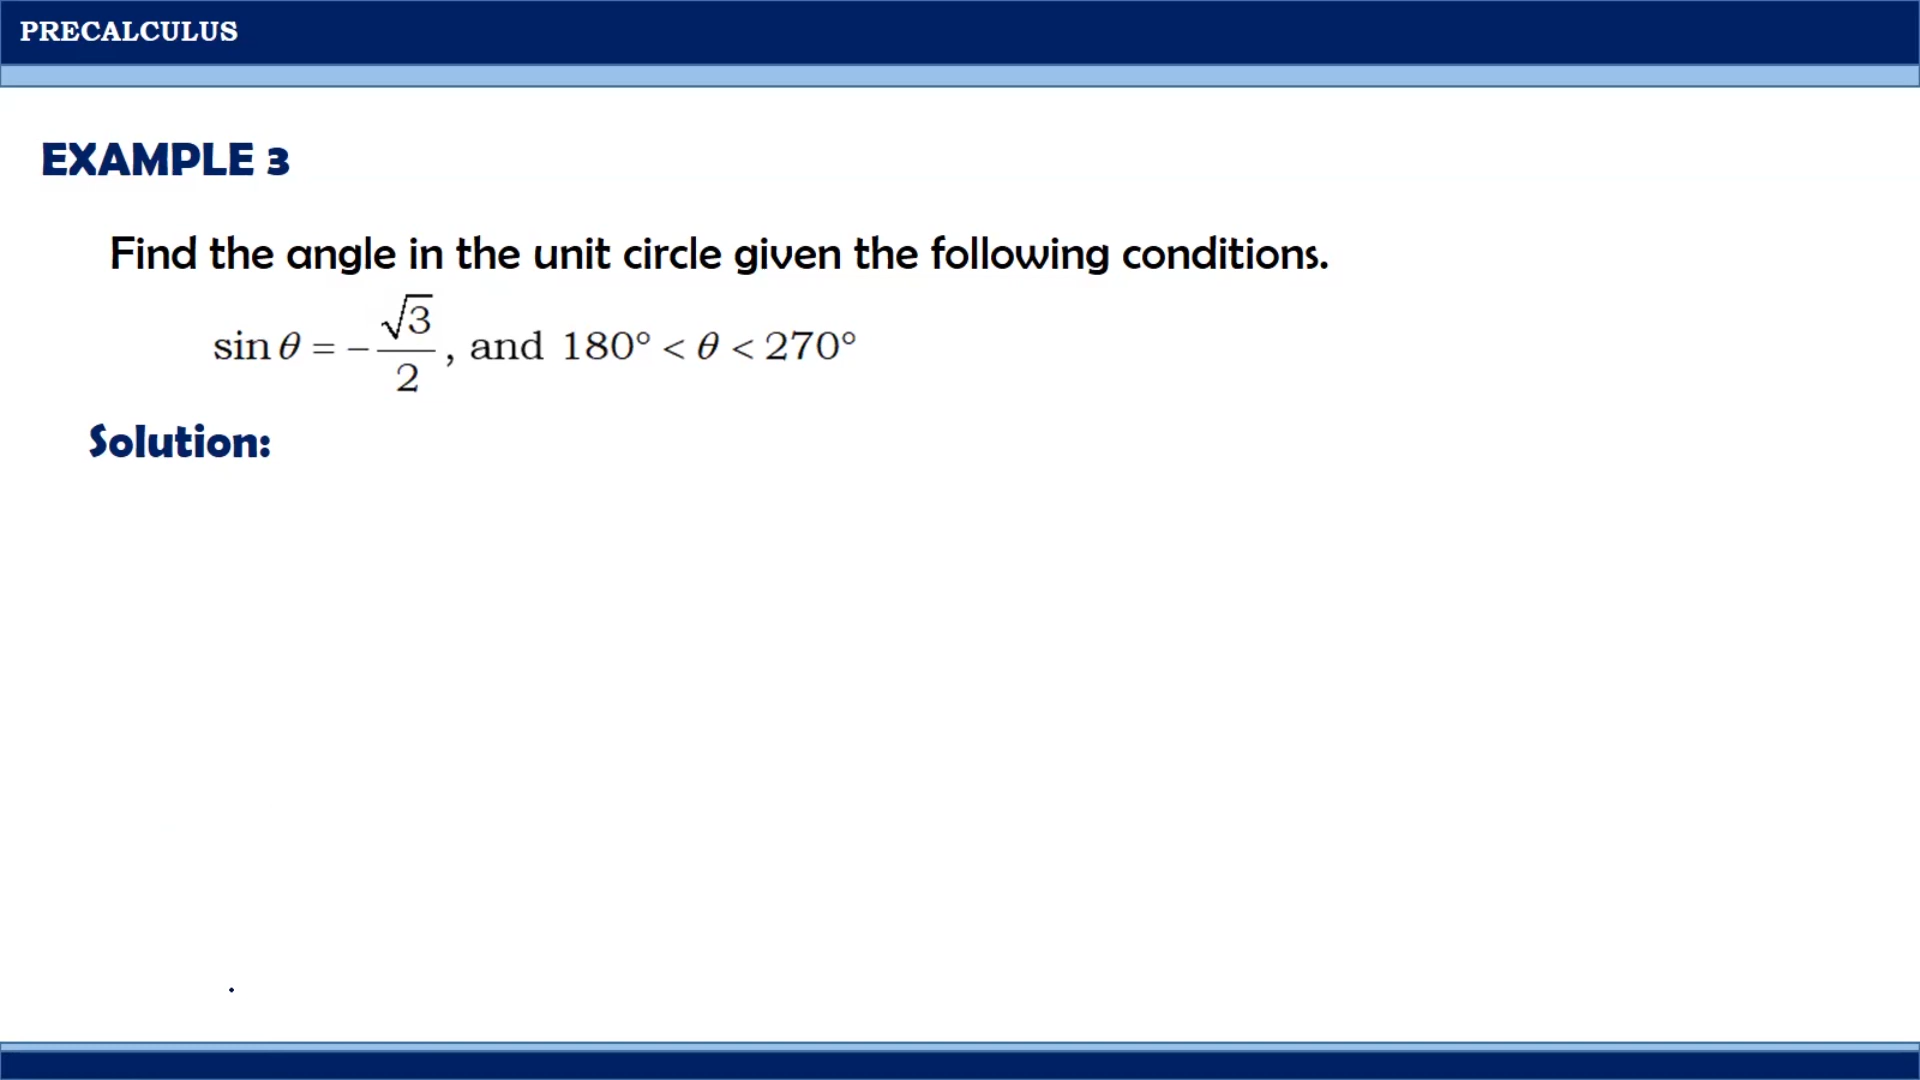 PRECALCULUS
EXAMPLE 3
Find the angle in the unit circle given the following conditions.
sin θ = −√3/2, and 180° < θ < 270°
Solution: